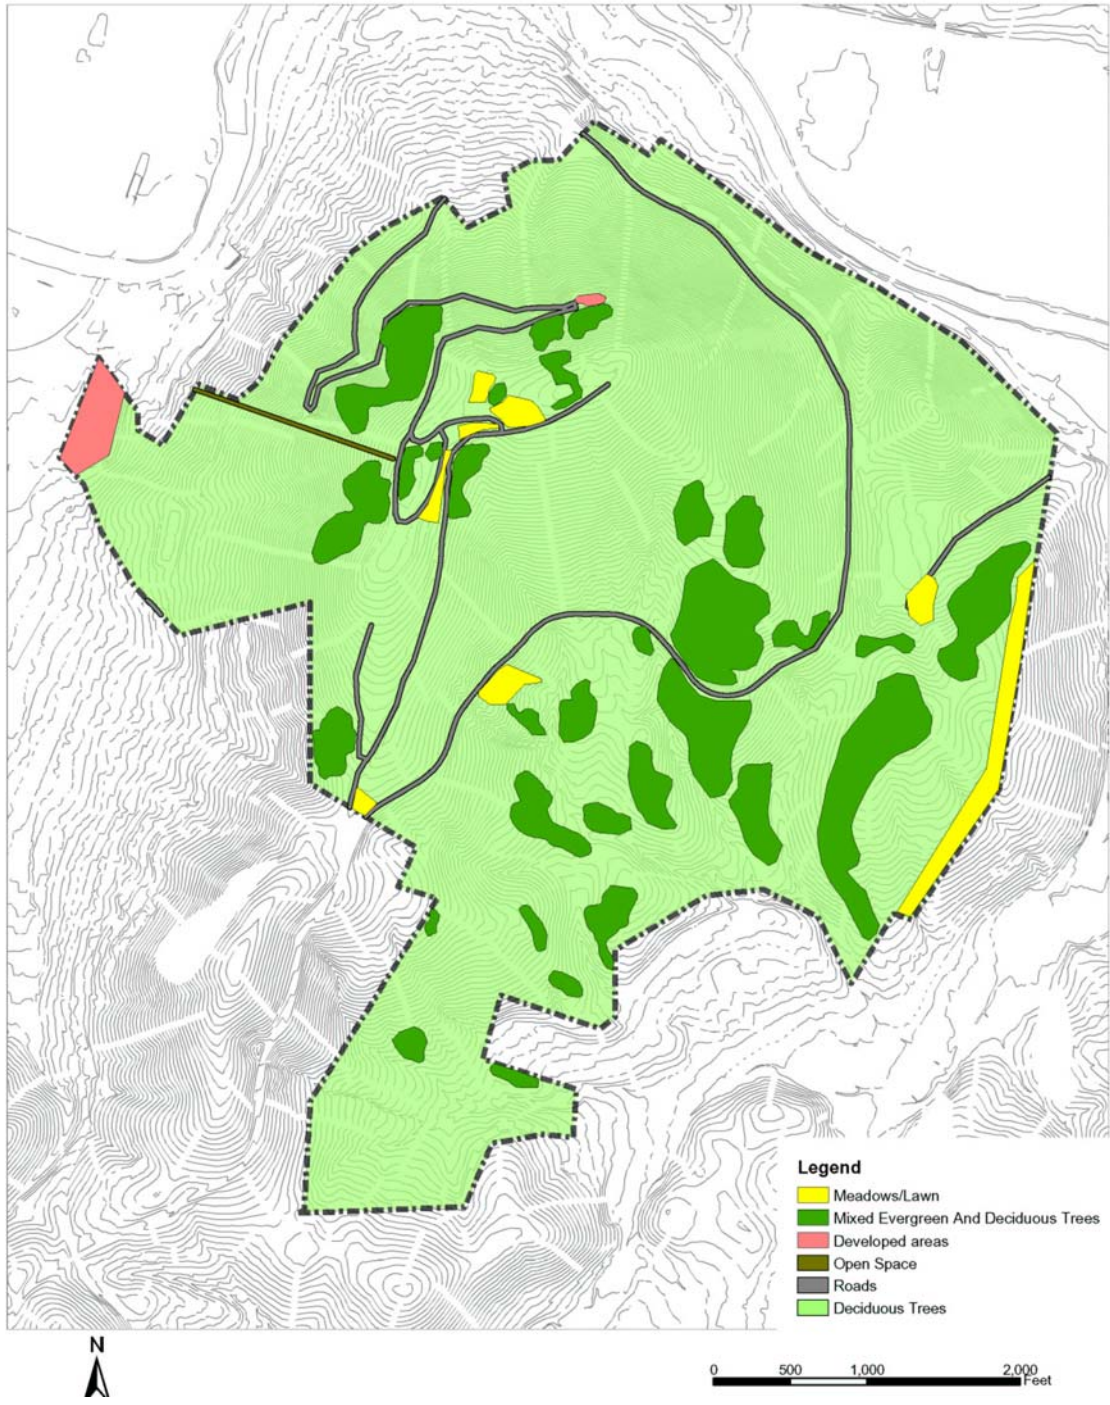 Legend
Meadows/Lawn
Mixed Evergreen And Deciduous Trees
Developed areas
Open Space
Roads
Deciduous Trees
N
0 500 1,000 2,000
Feet